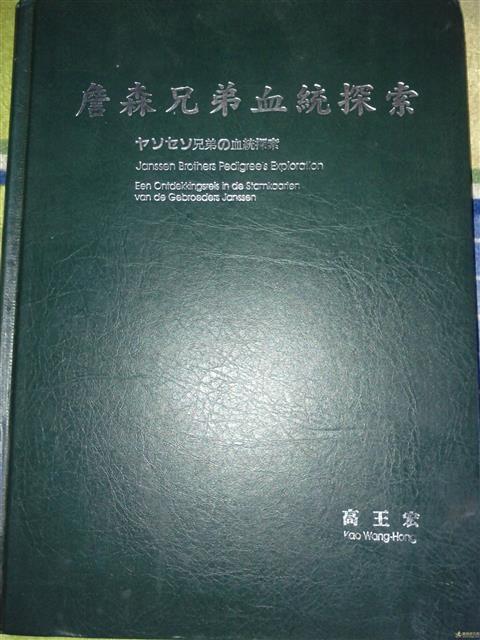 詹森兄弟血統探索
ヤソセソ兄弟の血統探索
Janssen Brothers Pedigree's Exploration
Een Ontdekkingsreis in de Stamkaarten
van de Gebroeders Janssen
高王宏
Kao Wang-Hong